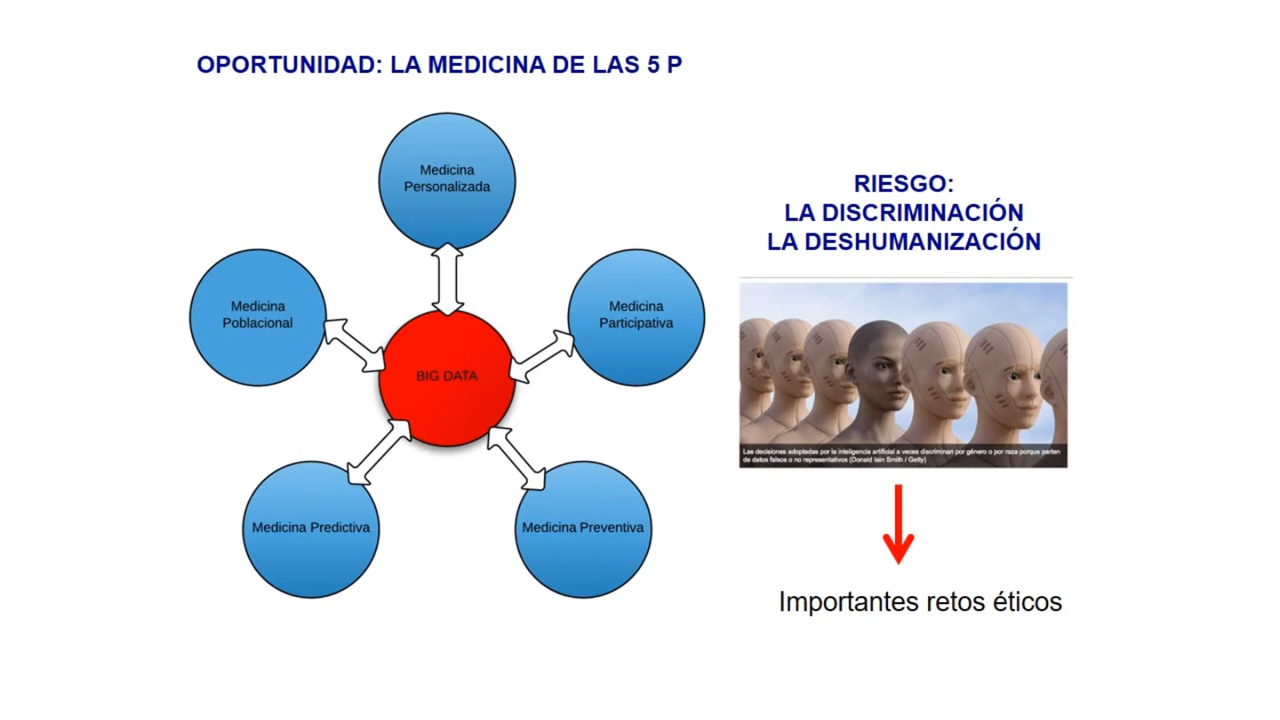 OPORTUNIDAD: LA MEDICINA DE LAS 5 P
Medicina
Personalizada
Medicina
Poblacional
Medicina
Participativa
BIG DATA
Medicina Predictiva
Medicina Preventiva
RIESGO:
LA DISCRIMINACIÓN
LA DESHUMANIZACIÓN
Las decisiones adoptadas por la inteligencia artificial a veces discriminan por género o por raza porque parten
de datos falsos o no representativos (Donald Iain Smith / Getty)
Importantes retos éticos